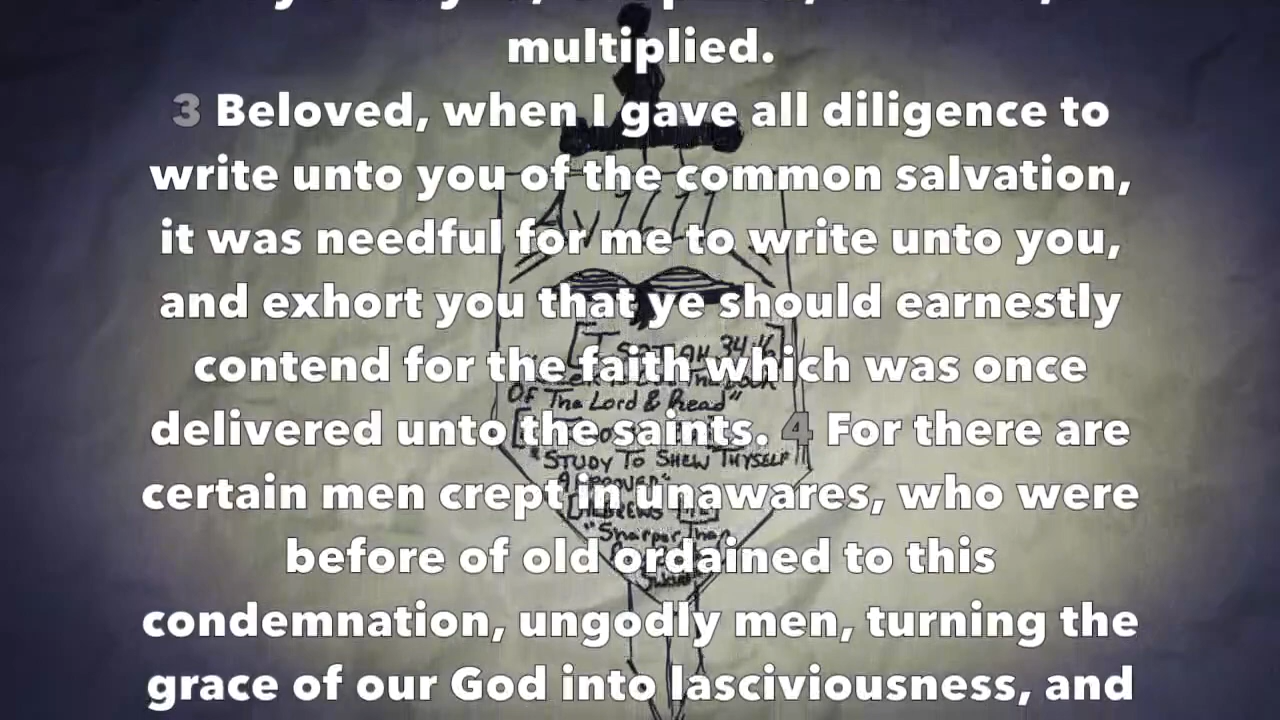 multiplied.
3 Beloved, when I gave all diligence to
write unto you of the common salvation,
it was needful for me to write unto you,
and exhort you that ye should earnestly
contend for the faith which was once
delivered unto the saints. 4 For there are
certain men crept in unawares, who were
before of old ordained to this
condemnation, ungodly men, turning the
grace of our God into lasciviousness, and
34:16
Of The Lord & Read"
"Study To Shew Thyself
"Sharper Than